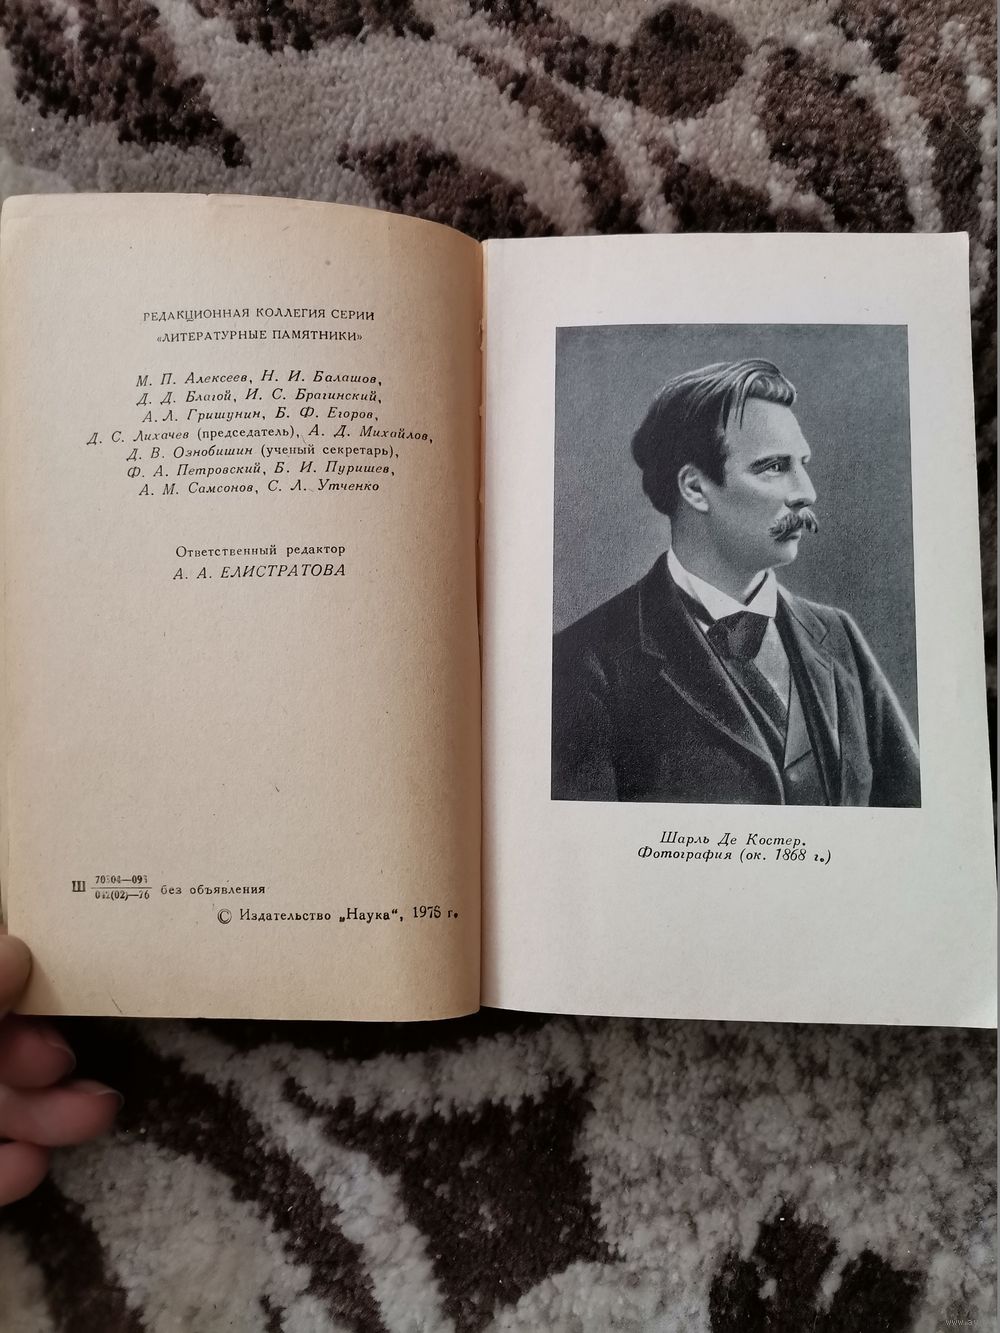 РЕДАКЦИОННАЯ КОЛЛЕГИЯ СЕРИИ
«ЛИТЕРАТУРНЫЕ ПАМЯТНИКИ»
М. П. Алексеев, Н. И. Балашов,
Д. Д. Благой, И. С. Брагинский,
А. Л. Гришунин, Б. Ф. Егоров,
Д. С. Лихачев (председатель), А. Д. Михайлов,
Д. В. Ознобишин (ученый секретарь),
Ф. А. Петровский, Б. И. Пуришев,
А. М. Самсонов, С. Л. Утченко
Ответственный редактор
А. А. ЕЛИСТРАТОВА
Ш
без объявления
© Издательство „Наука“, 1975 г.
Шарль Де Костер.
Фотография (ок. 1868 г.)